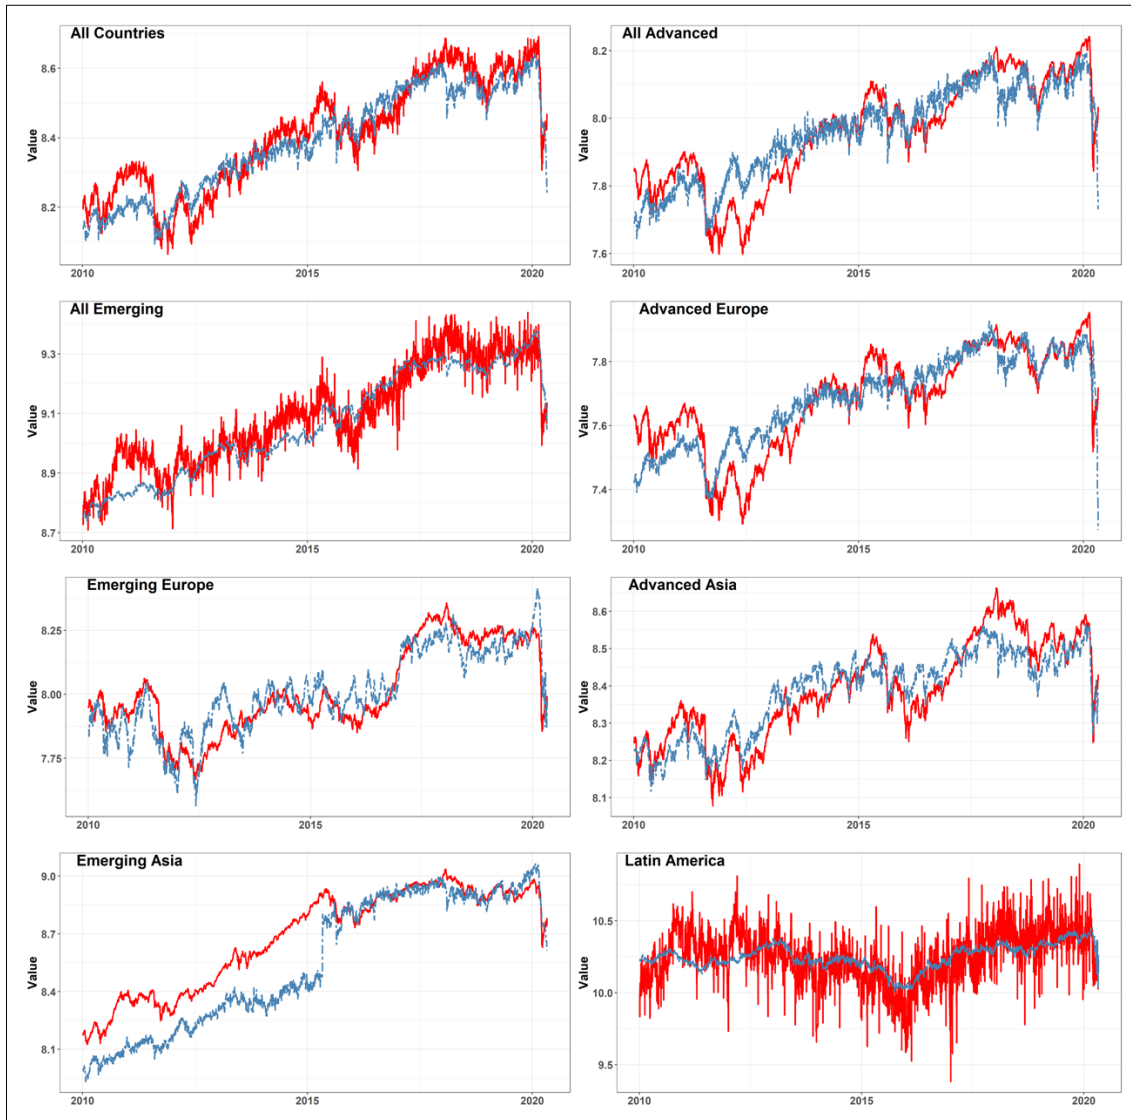 All Countries
Value
8.6
8.4
8.2
2010 2015 2020
All Advanced
Value
8.2
8.0
7.8
7.6
2010 2015 2020
All Emerging
Value
9.3
9.1
8.9
8.7
2010 2015 2020
Advanced Europe
Value
7.8
7.6
7.4
2010 2015 2020
Emerging Europe
Value
8.25
8.00
7.75
2010 2015 2020
Advanced Asia
Value
8.6
8.5
8.4
8.3
8.2
8.1
2010 2015 2020
Emerging Asia
Value
9.0
8.7
8.4
8.1
2010 2015 2020
Latin America
Value
10.5
10.0
9.5
2010 2015 2020